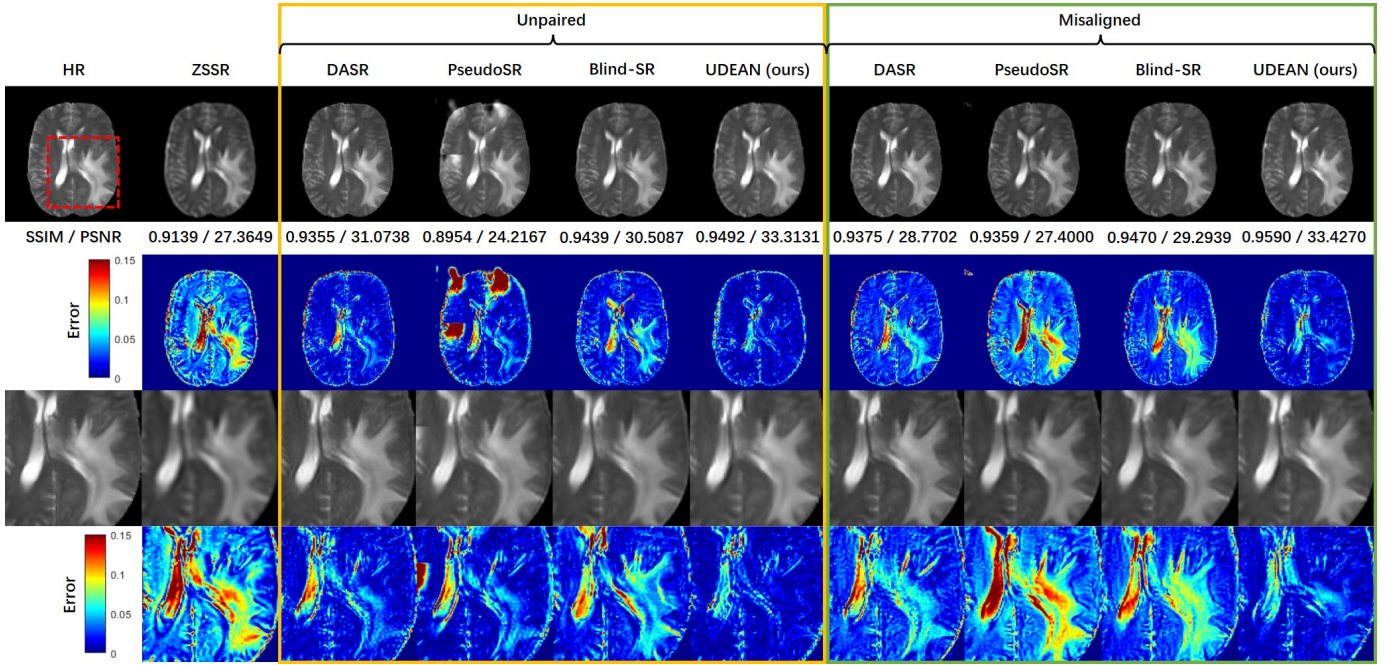 Unpaired Misaligned
HR ZSSR DASR PseudoSR Blind-SR UDEAN (ours) DASR PseudoSR Blind-SR UDEAN (ours)
SSIM / PSNR 0.9139 / 27.3649 0.9355 / 31.0738 0.8954 / 24.2167 0.9439 / 30.5087 0.9492 / 33.3131 0.9375 / 28.7702 0.9359 / 27.4000 0.9470 / 29.2939 0.9590 / 33.4270
Error
0.15
0.1
0.05
0
Error
0.15
0.1
0.05
0